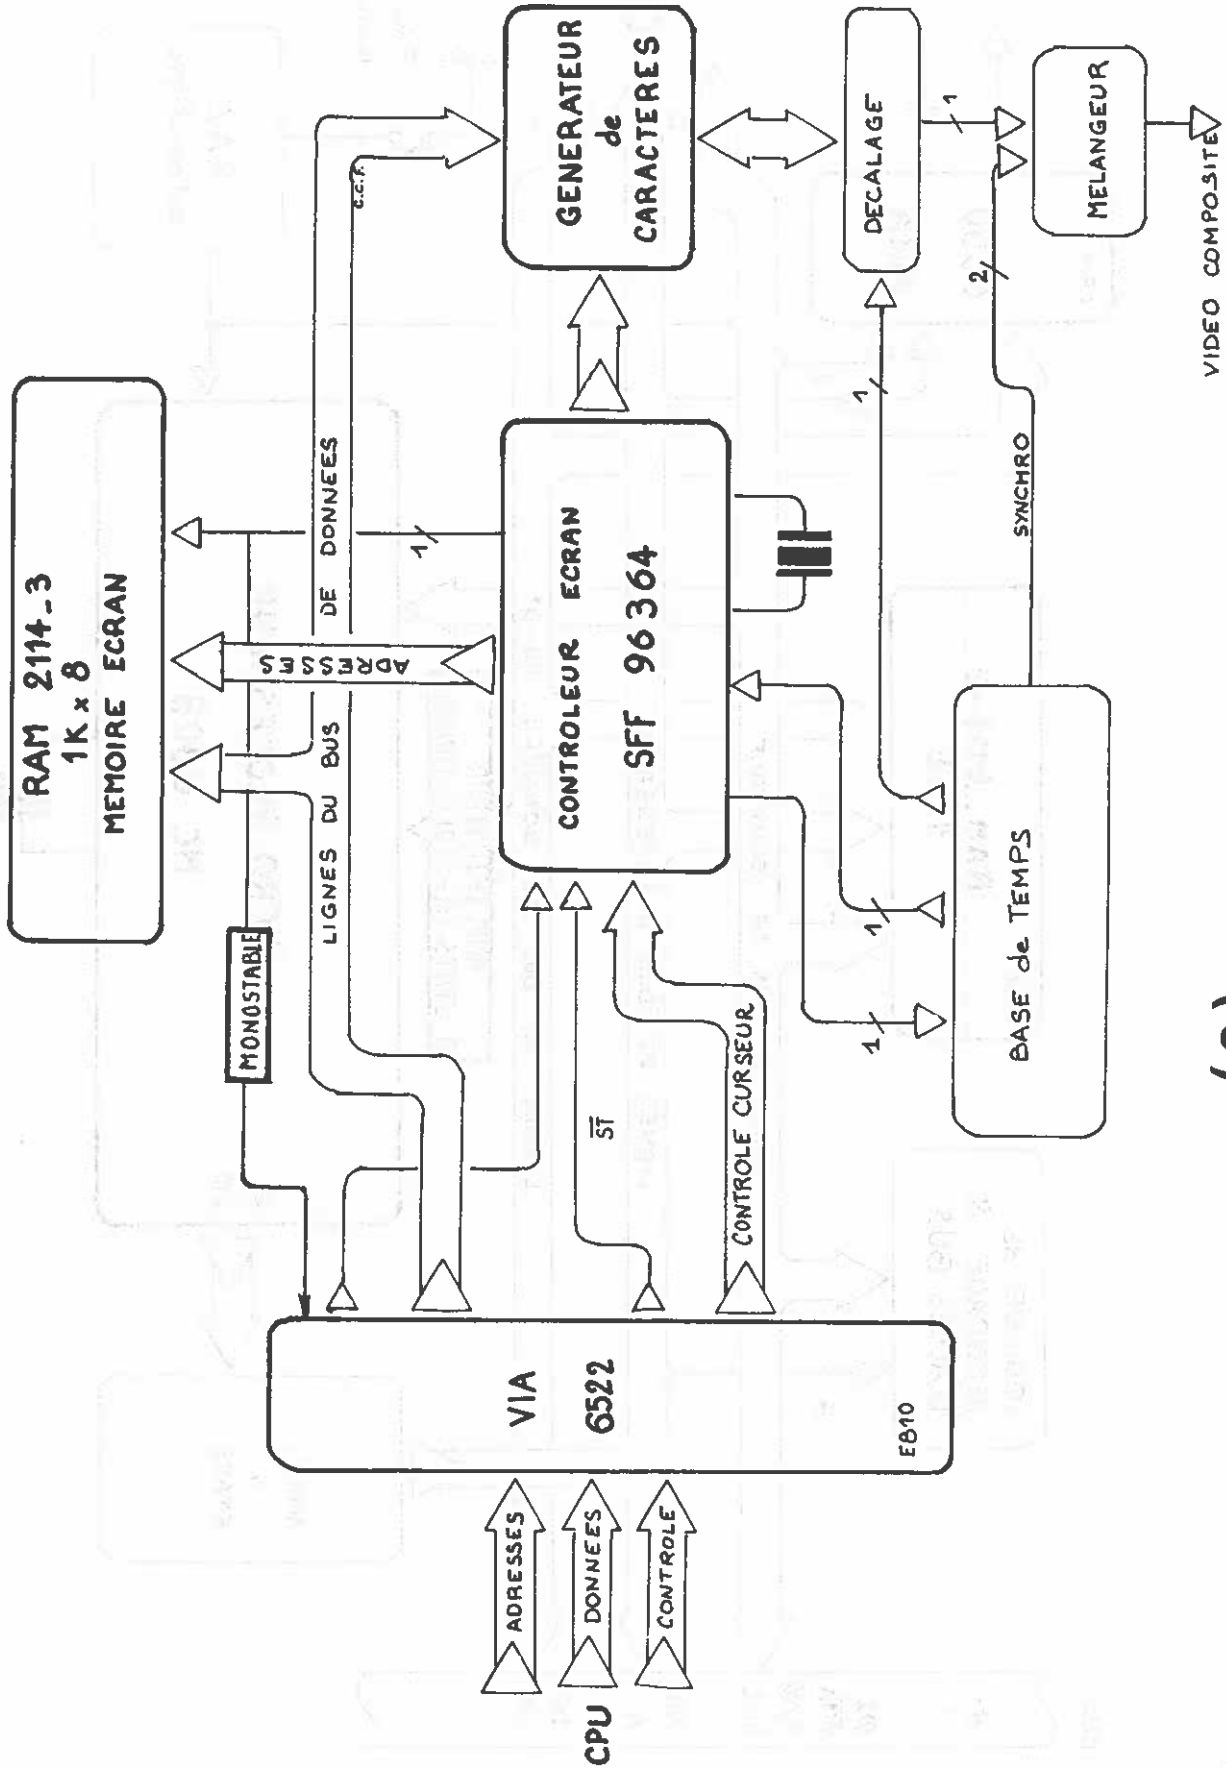 RAM 2114_3
1K x 8
MEMOIRE ECRAN
MONOSTABLE
LIGNES DU BUS DE DONNEES
ADRESSES
c.c.f.
GENERATEUR
de
CARACTERES
CPU
ADRESSES
DONNEES
CONTROLE
VIA
6522
E810
ST
CONTROLE CURSEUR
CONTROLEUR ECRAN
SFF 96364
1
1
1
1
1
2
BASE de TEMPS
SYNCHRO
DECALAGE
MELANGEUR
VIDEO COMPOSITE